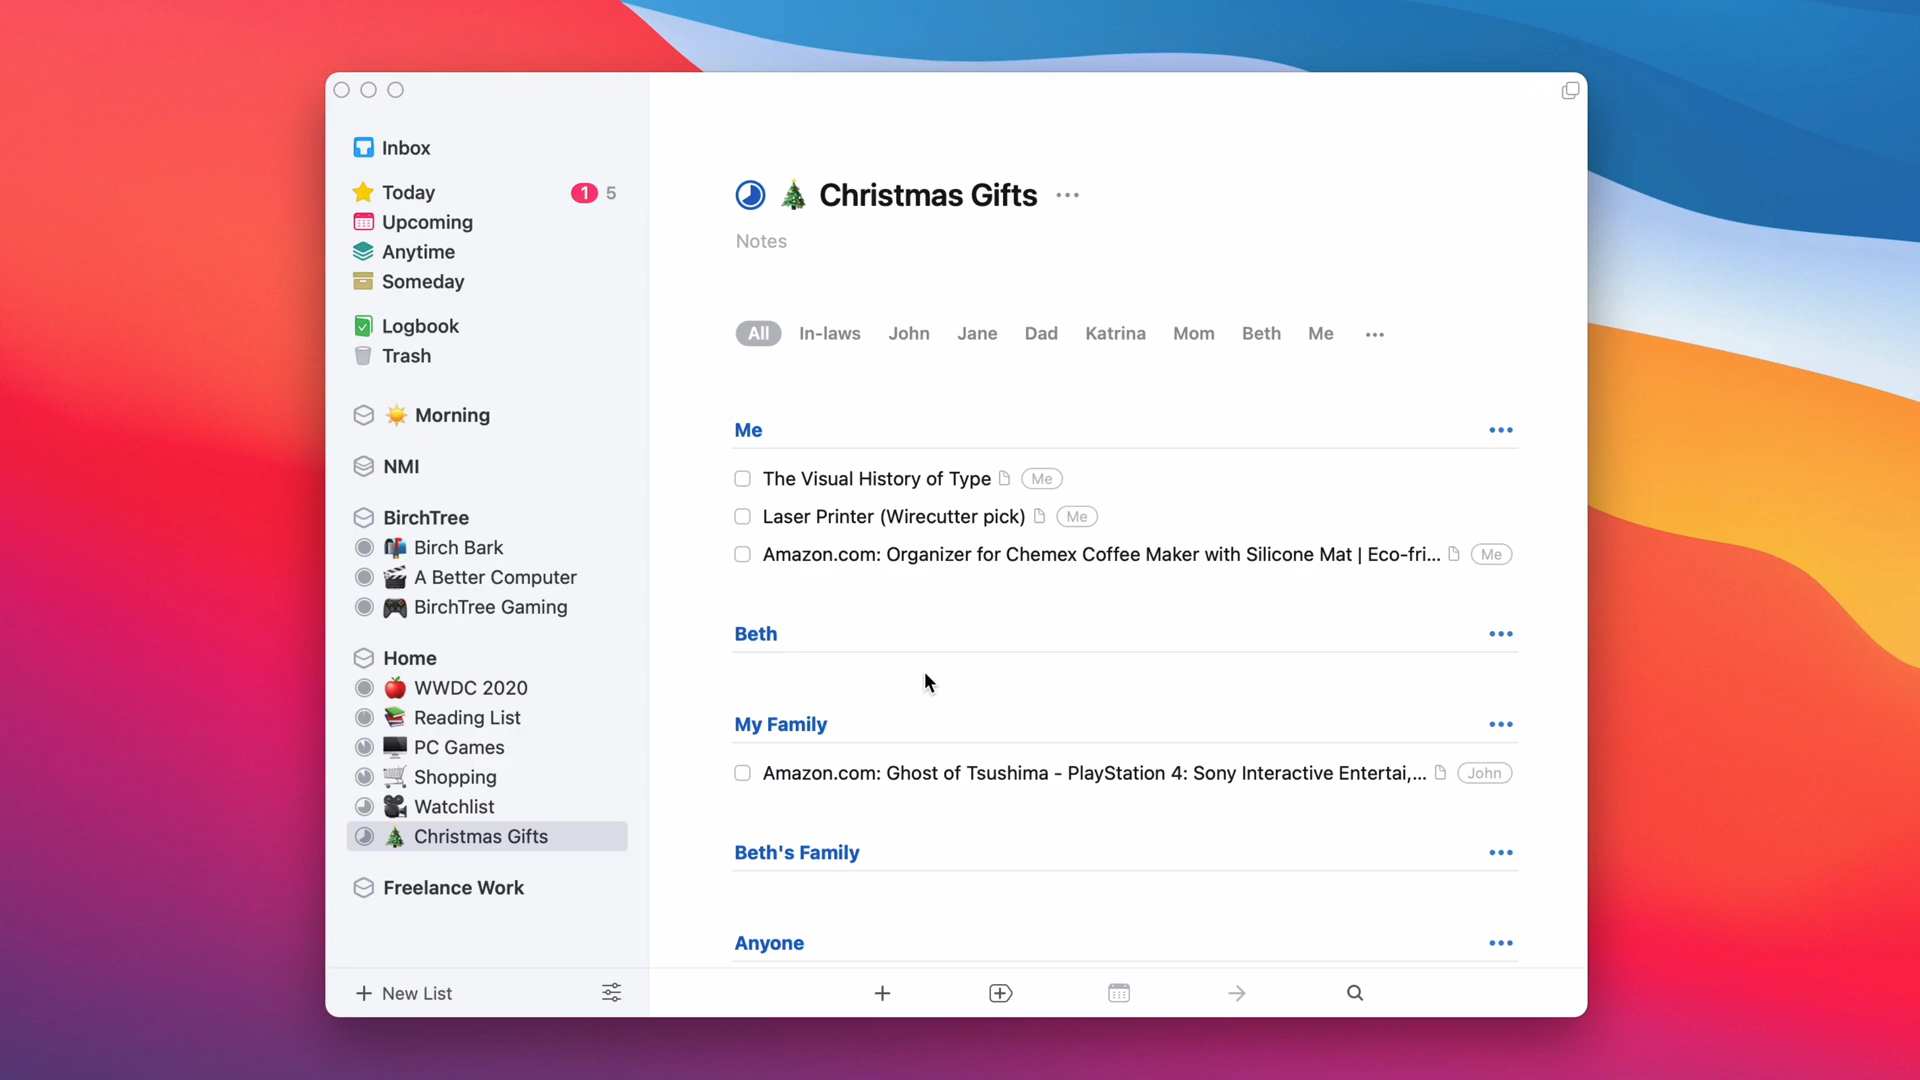 Inbox
Today 1 5
Upcoming
Anytime
Someday
Logbook
Trash
Morning
NMI
BirchTree
Birch Bark
A Better Computer
BirchTree Gaming
Home
WWDC 2020
Reading List
PC Games
Shopping
Watchlist
Christmas Gifts
Freelance Work
New List
Christmas Gifts
Notes
All In-laws John Jane Dad Katrina Mom Beth Me
Me
The Visual History of Type Me
Laser Printer (Wirecutter pick) Me
Amazon.com: Organizer for Chemex Coffee Maker with Silicone Mat | Eco-fri... Me
Beth
My Family
Amazon.com: Ghost of Tsushima - PlayStation 4: Sony Interactive Entertai,... John
Beth's Family
Anyone